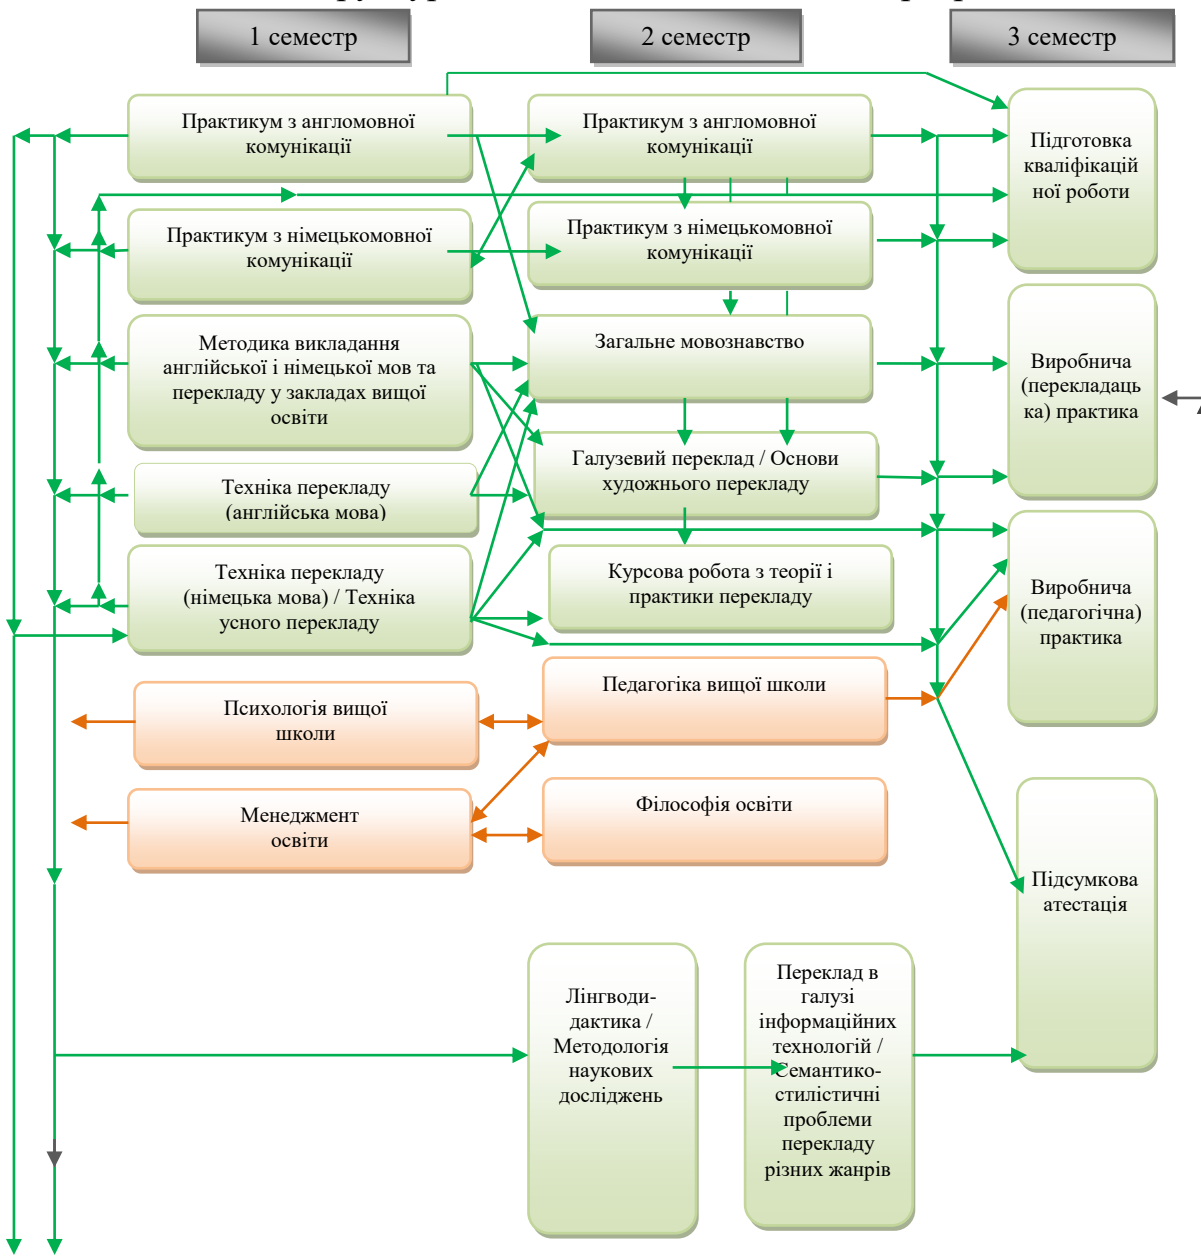 1 семестр
2 семестр
3 семестр
Практикум з англомовної
комунікації
Практикум з англомовної
комунікації
Підготовка
кваліфікацій
ної роботи
Практикум з німецькомовної
комунікації
Практикум з німецькомовної
комунікації
Методика викладання
англійської і німецької мов та
перекладу у закладах вищої
освіти
Загальне мовознавство
Виробнича
(перекладаць
ка) практика
Техніка перекладу
(англійська мова)
Галузевий переклад / Основи
художнього перекладу
Техніка перекладу
(німецька мова) / Техніка
усного перекладу
Курсова робота з теорії і
практики перекладу
Виробнича
(педагогічна)
практика
Психологія вищої
школи
Педагогіка вищої школи
Менеджмент
освіти
Філософія освіти
Підсумкова
атестація
Лінгводи-
дактика /
Методологія
наукових
досліджень
Переклад в
галузі
інформаційних
технологій /
Семантико-
стилістичні
проблеми
перекладу
різних жанрів